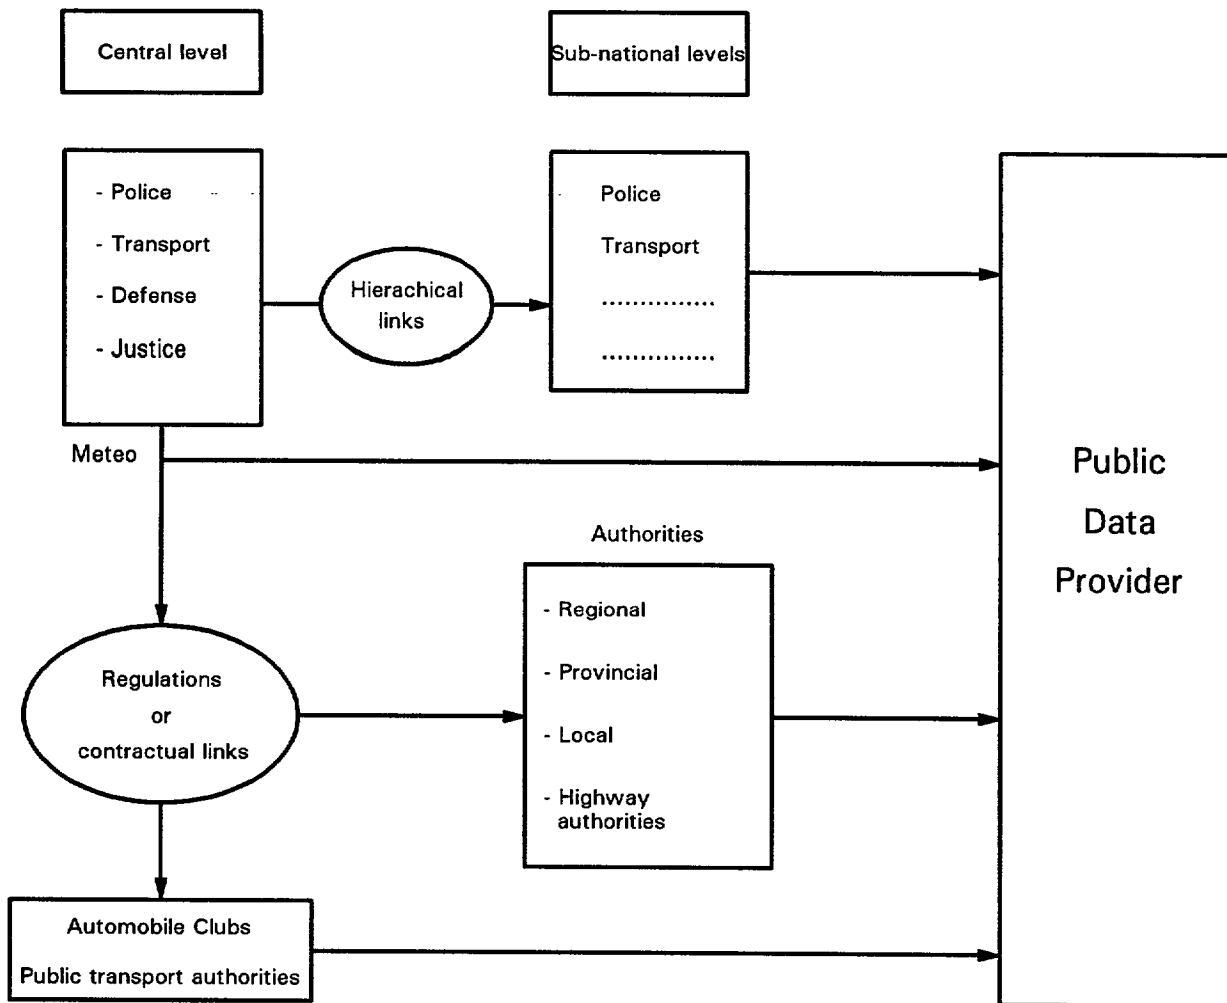 Central level
Sub-national levels
- Police
- Transport
- Defense
- Justice
Hierachical
links
Police
Transport
...............
...............
Meteo
Public
Data
Provider
Authorities
- Regional
- Provincial
- Local
- Highway
authorities
Regulations
or
contractual links
Automobile Clubs
Public transport authorities